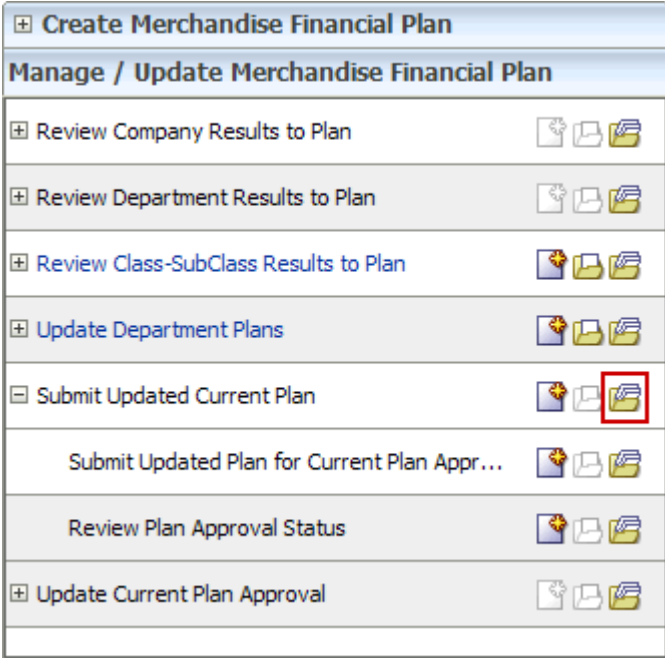 Create Merchandise Financial Plan
Manage / Update Merchandise Financial Plan
Review Company Results to Plan
Review Department Results to Plan
Review Class-SubClass Results to Plan
Update Department Plans
Submit Updated Current Plan
Submit Updated Plan for Current Plan Appr...
Review Plan Approval Status
Update Current Plan Approval